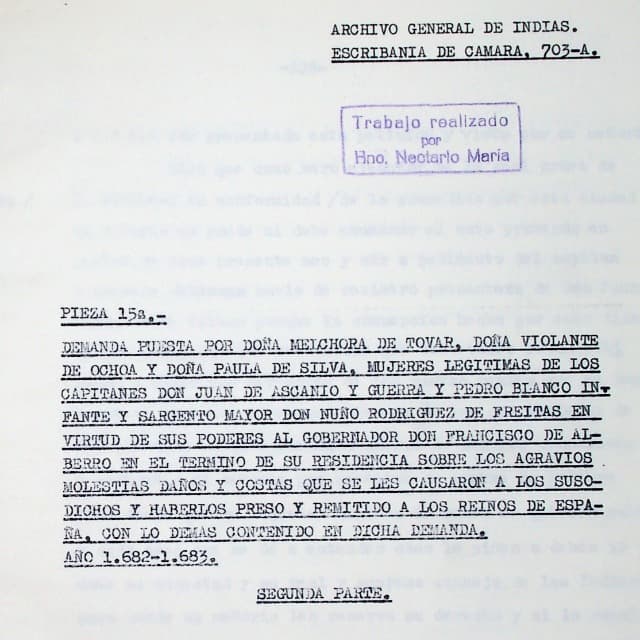 ARCHIVO GENERAL DE INDIAS.
ESCRIBANIA DE CAMARA, 703-A.
Trabajo realizado
por
Hno. Nectario María
PIEZA 15a.-
DEMANDA PUESTA POR DOÑA MELCHORA DE TOVAR, DOÑA VIOLANTE
DE OCHOA Y DOÑA PAULA DE SILVA, MUJERES LEGITIMAS DE LOS
CAPITANES DON JUAN DE ASCANIO Y GUERRA Y PEDRO BLANCO IN-
FANTE Y SARGENTO MAYOR DON NUÑO RODRIGUEZ DE FREITAS EN
VIRTUD DE SUS PODERES AL GOBERNADOR DON FRANCISCO DE AL-
BERRO EN EL TERMINO DE SU RESIDENCIA SOBRE LOS AGRAVIOS
MOLESTIAS DAÑOS Y COSTAS QUE SE LES CAUSARON A LOS SUSO-
DICHOS Y HABERLOS PRESO Y REMITIDO A LOS REINOS DE ESPA-
ÑA, CON LO DEMAS CONTENIDO EN DICHA DEMANDA.
AÑO 1.682-1.683.
SEGUNDA PARTE.